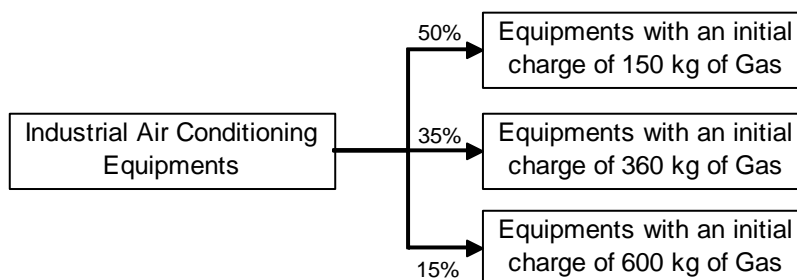 50%
Equipments with an initial
charge of 150 kg of Gas
Industrial Air Conditioning
Equipments
35%
Equipments with an initial
charge of 360 kg of Gas
15%
Equipments with an initial
charge of 600 kg of Gas